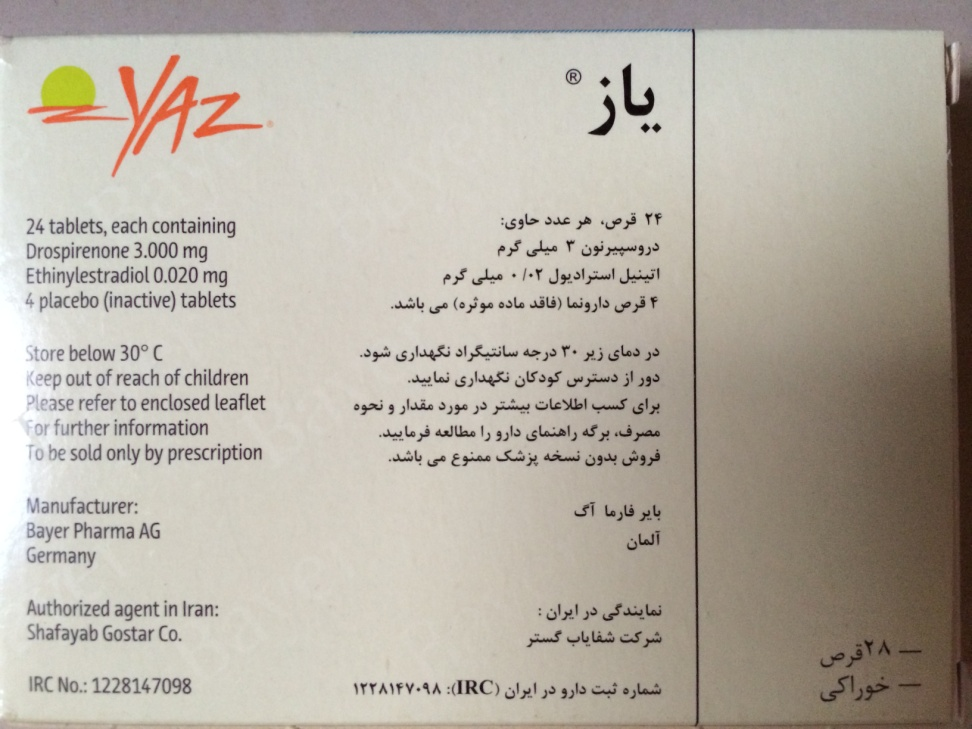 YAZ
24 tablets, each containing
Drospirenone 3.000 mg
Ethinylestradiol 0.020 mg
4 placebo (inactive) tablets
Store below 30° C
Keep out of reach of children
Please refer to enclosed leaflet
For further information
To be sold only by prescription
Manufacturer:
Bayer Pharma AG
Germany
Authorized agent in Iran:
Shafayab Gostar Co.
IRC No.: 1228147098
یاز®
۲۴ قرص، هر عدد حاوی:
دروسپیرنون ۳ میلی گرم
اتینیل استرادیول ۰/۰۲ میلی گرم
۴ قرص دارونما (فاقد ماده موثره) می باشد.
در دمای زیر ۳۰ درجه سانتیگراد نگهداری شود.
دور از دسترس کودکان نگهداری نمایید.
برای کسب اطلاعات بیشتر در مورد مقدار و نحوه
مصرف، برگه راهنمای دارو را مطالعه فرمایید.
فروش بدون نسخه پزشک ممنوع می باشد.
بایر فارما آگ
آلمان
نمایندگی در ایران :
شرکت شفایاب گستر
شماره ثبت دارو در ایران (IRC): ۱۲۲۸۱۴۷۰۹۸
— ۲۸قرص
— خوراکی